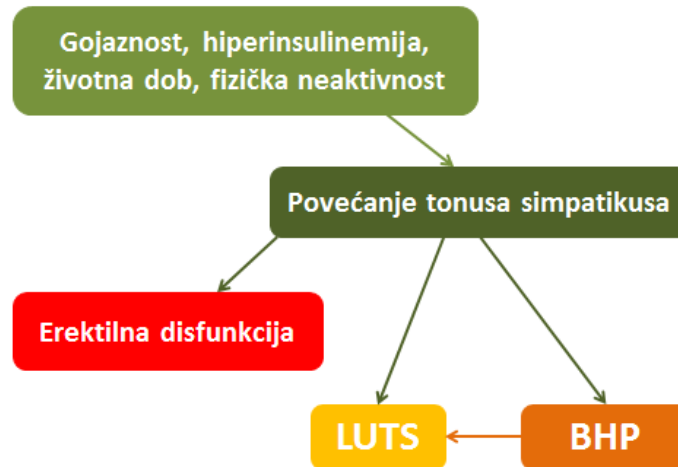 Gojaznost, hiperinsulinemija,
životna dob, fizička neaktivnost
Povećanje tonusa simpatikusa
Erektilna disfunkcija
LUTS
BHP